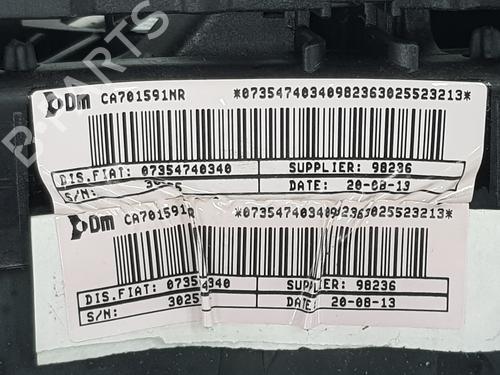 Dm CA701591NR *07354740340982363025523213*
DIS.FIAT: 07354740340 SUPPLIER: 98236
S/N: DATE: 20-08-13
Dm CA701591NR *07354740340982363025523213*
DIS.FIAT: SUPPLIER: 98236
S/N: DATE: 20-08-13
B-PARTS